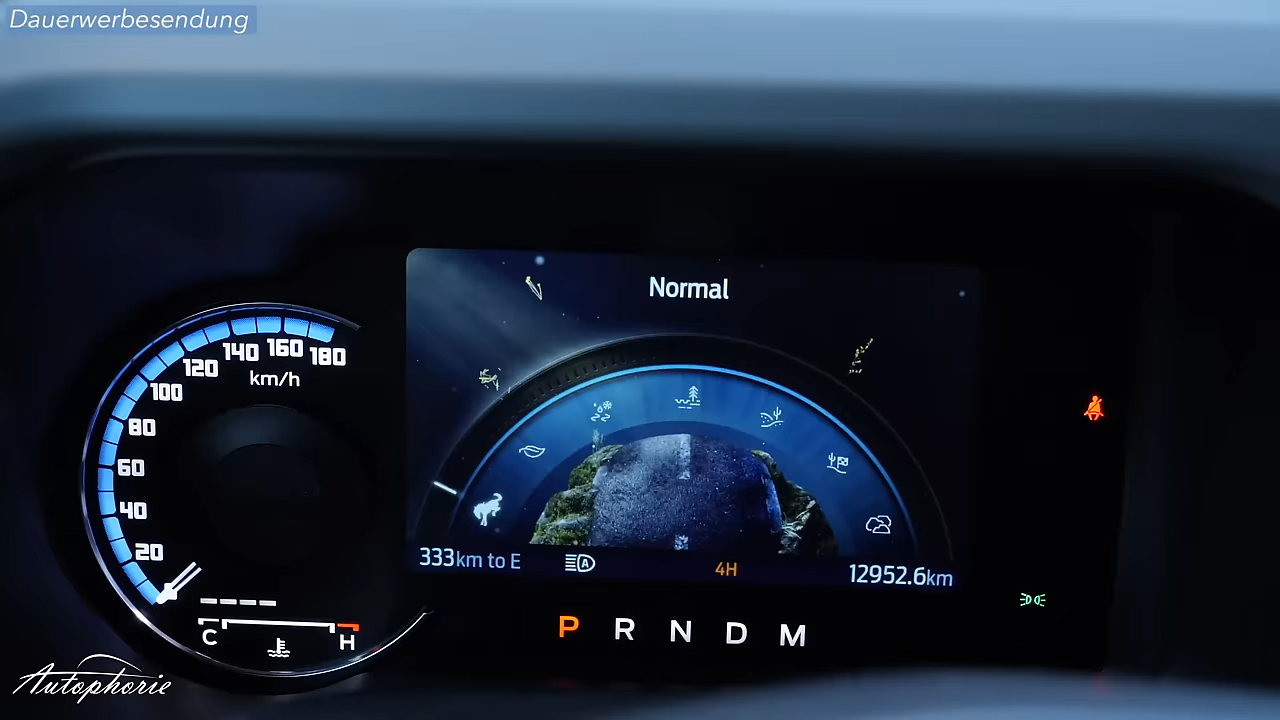 Dauerwerbesendung
Normal
180
160
140
120
100
80
60
40
20
km/h
C
H
333km to E
A
4H
12952.6km
P R N D M
Autophorie